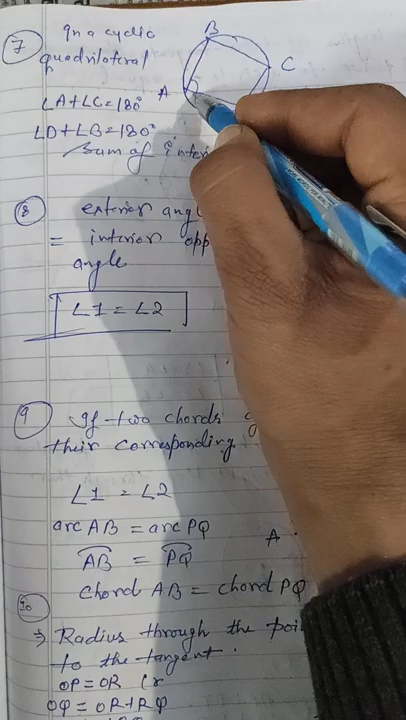 7 In a cyclic
quadrilateral
∠A+∠C=180°
∠D+∠B=180°
Sum of
B
C
A
8 exterior
= interior
angle
∠1 = ∠2
9 If two chords
their corresponding
∠1 = ∠2
arc AB = arc PQ
A
AB = PQ
Chord AB = chord PQ
10
⇒ Radius through the
to the tangent.
OP = OR
OQ = OR+RQ